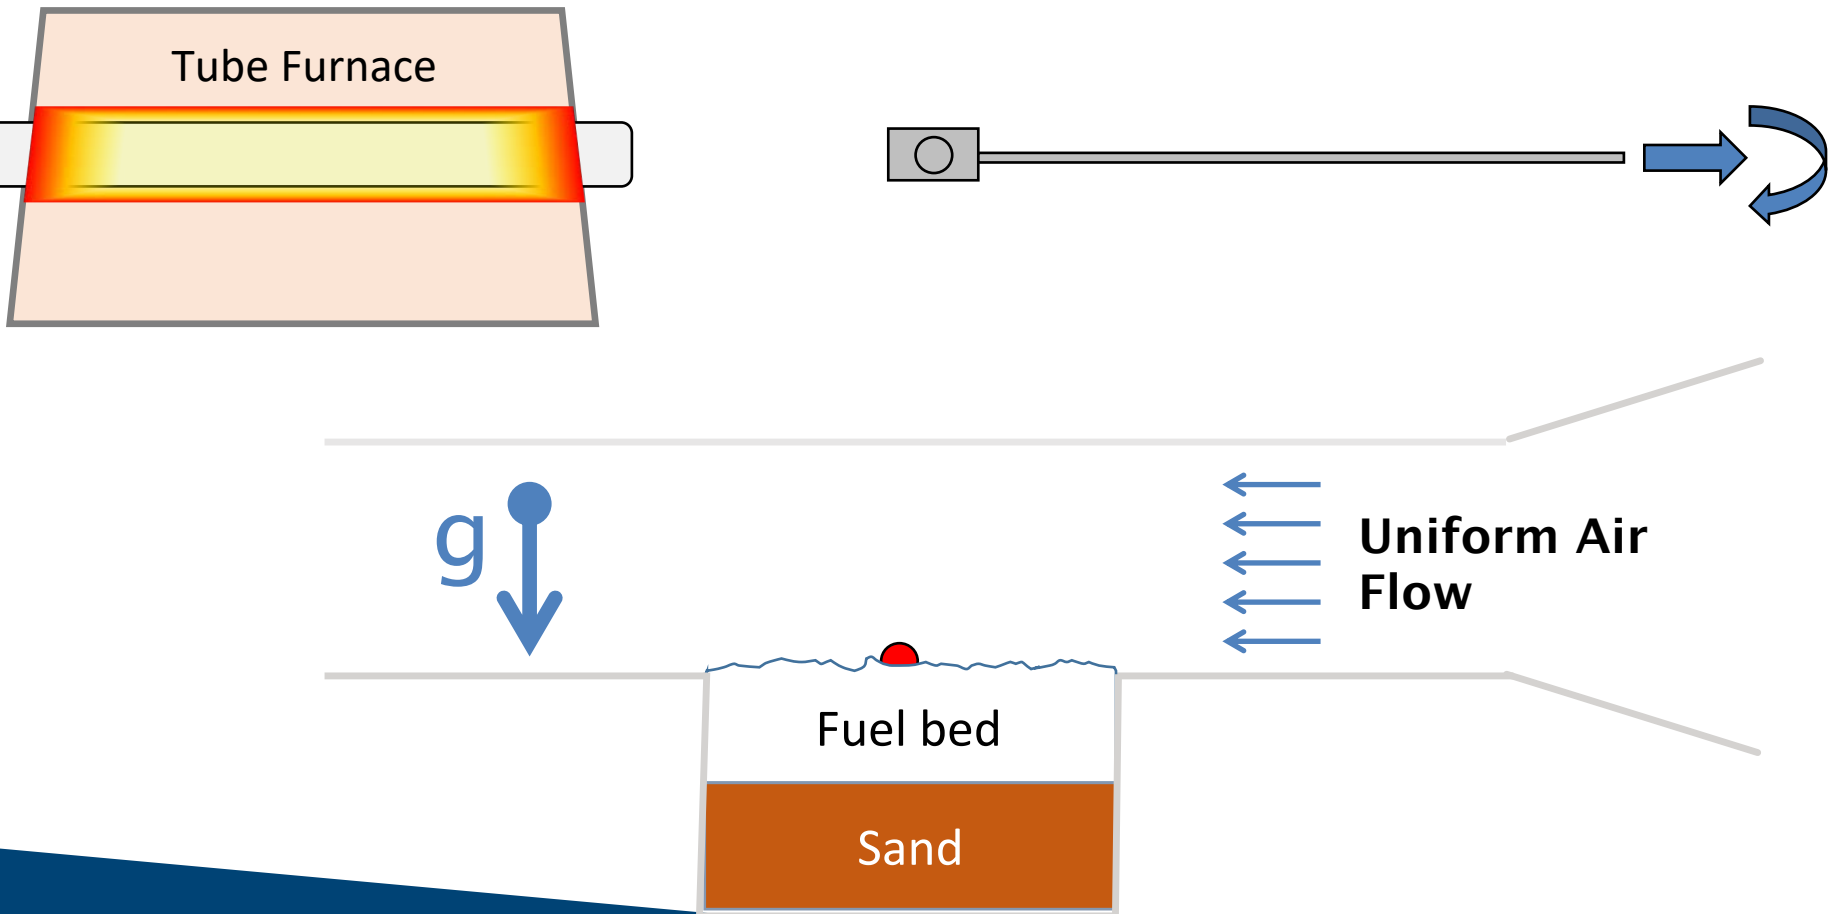 Tube Furnace
g
Uniform Air
Flow
Fuel bed
Sand